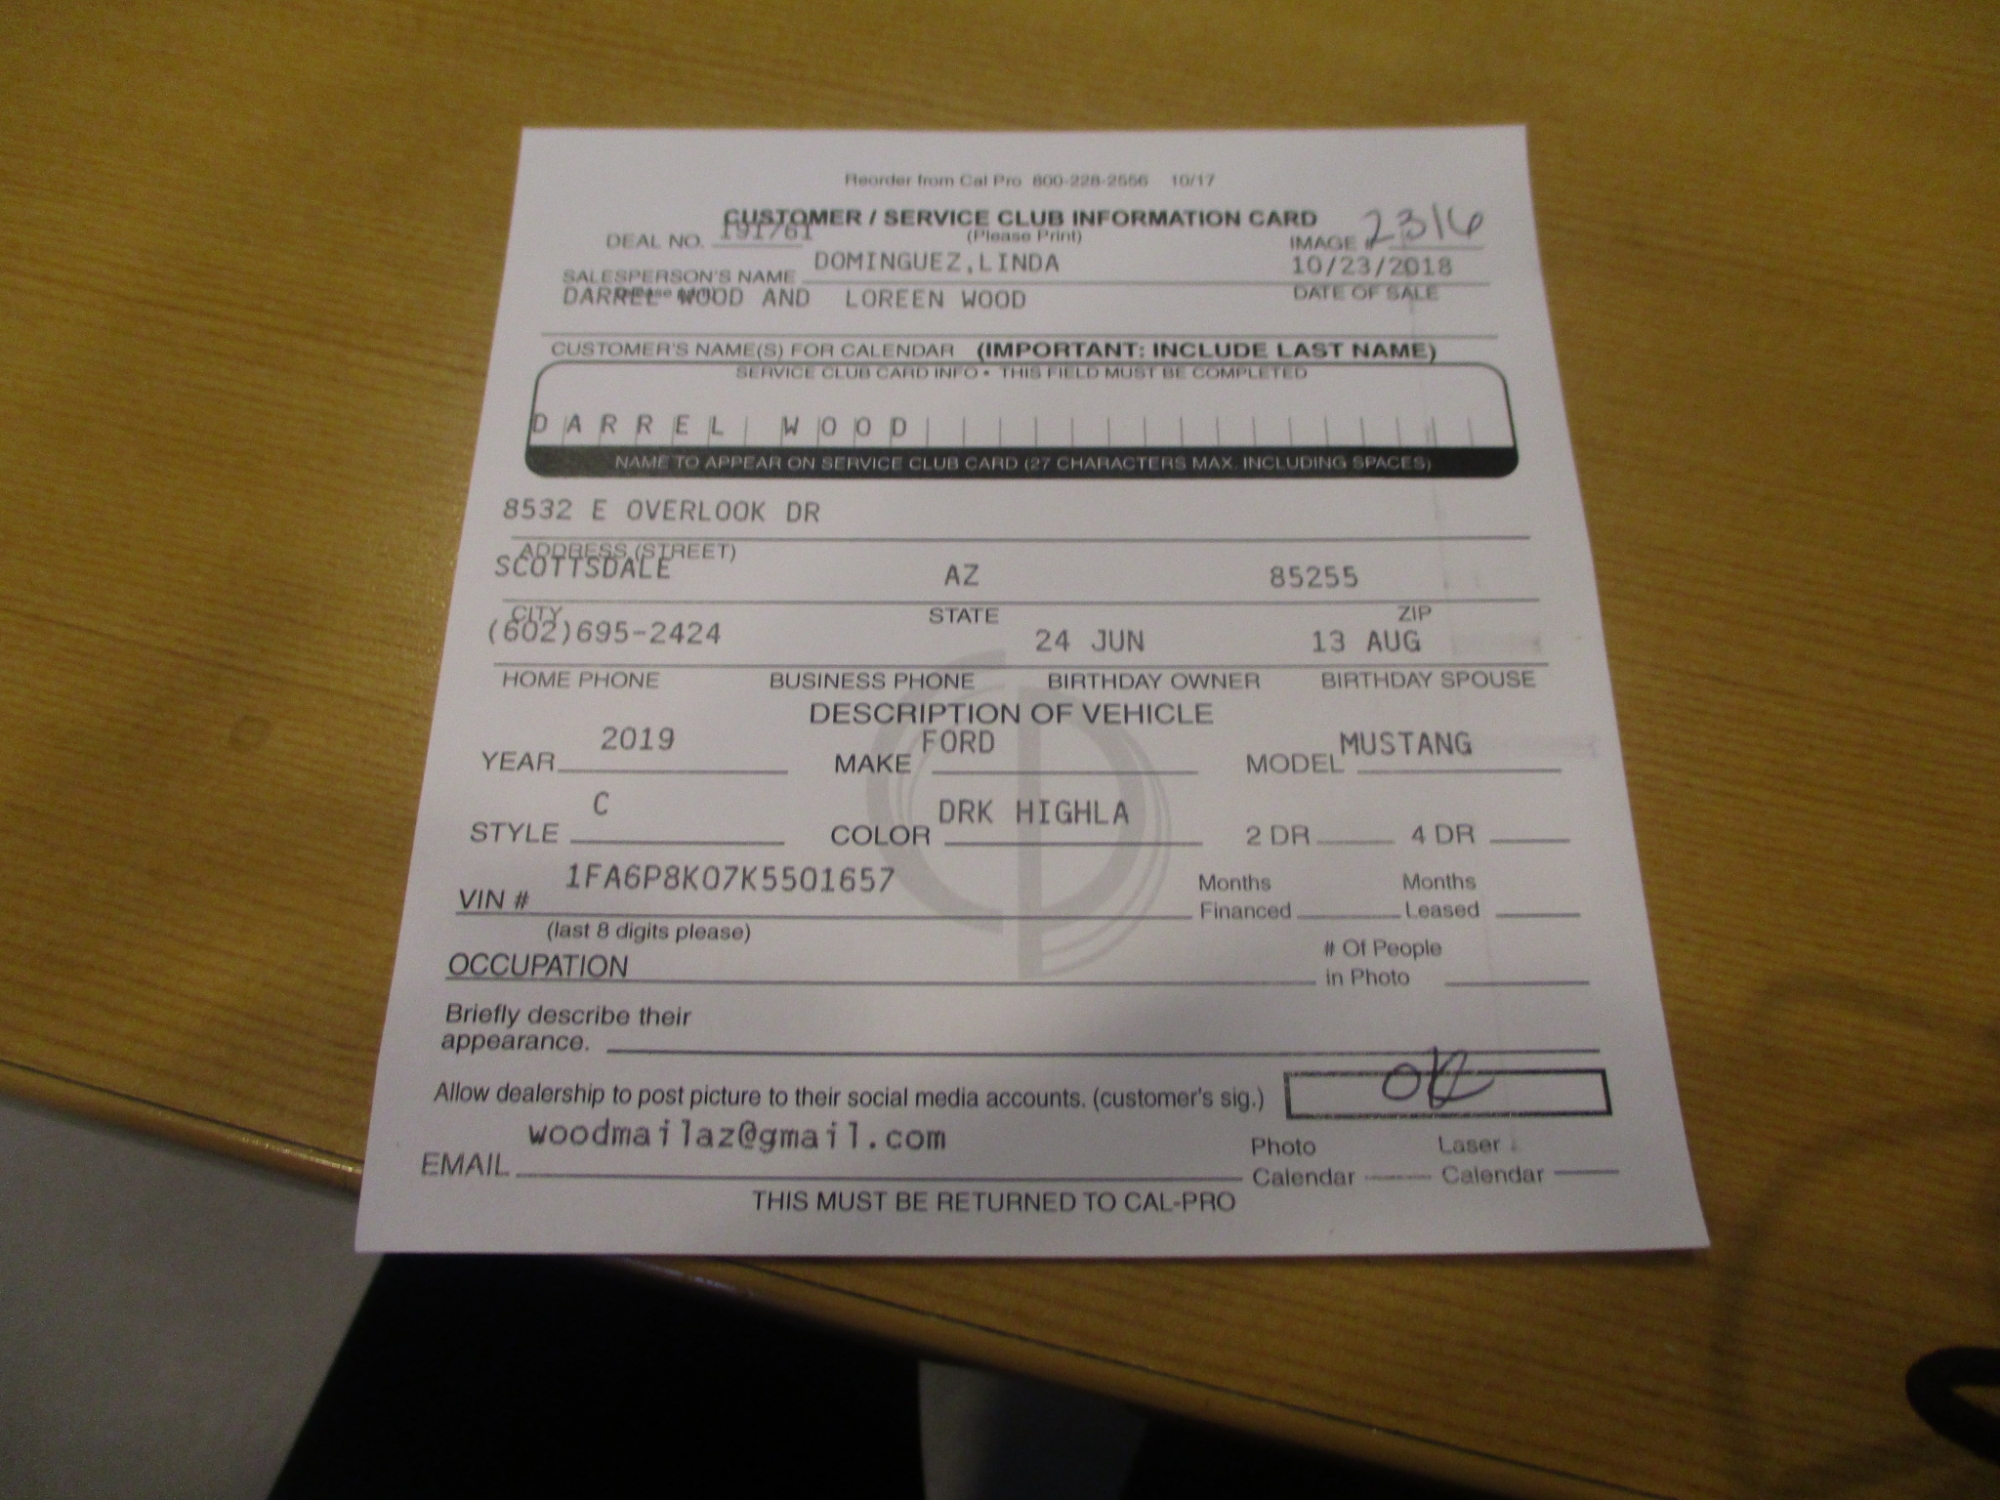 Reorder from Cal Pro 800-228-2566 10/17
CUSTOMER / SERVICE CLUB INFORMATION CARD
(Please Print)
DEAL NO. 191761 IMAGE # 2316
SALESPERSON'S NAME DOMINGUEZ,LINDA 10/23/2018
DATE OF SALE
DARREL WOOD AND LOREEN WOOD
CUSTOMER'S NAME(S) FOR CALENDAR (IMPORTANT: INCLUDE LAST NAME)
SERVICE CLUB CARD INFO • THIS FIELD MUST BE COMPLETED
DARREL WOOD
NAME TO APPEAR ON SERVICE CLUB CARD (27 CHARACTERS MAX. INCLUDING SPACES)
8532 E OVERLOOK DR
ADDRESS (STREET)
SCOTTSDALE AZ 85255
CITY STATE ZIP
(602)695-2424 24 JUN 13 AUG
HOME PHONE BUSINESS PHONE BIRTHDAY OWNER BIRTHDAY SPOUSE
DESCRIPTION OF VEHICLE
YEAR 2019 MAKE FORD MODEL MUSTANG
STYLE C COLOR DRK HIGHLA 2 DR 4 DR
VIN # 1FA6P8K07K5501657 Months Financed Months Leased
(last 8 digits please)
OCCUPATION # Of People in Photo
Briefly describe their
appearance.
Allow dealership to post picture to their social media accounts. (customer's sig.) OK
EMAIL woodmailaz@gmail.com Photo Calendar Laser Calendar
THIS MUST BE RETURNED TO CAL-PRO